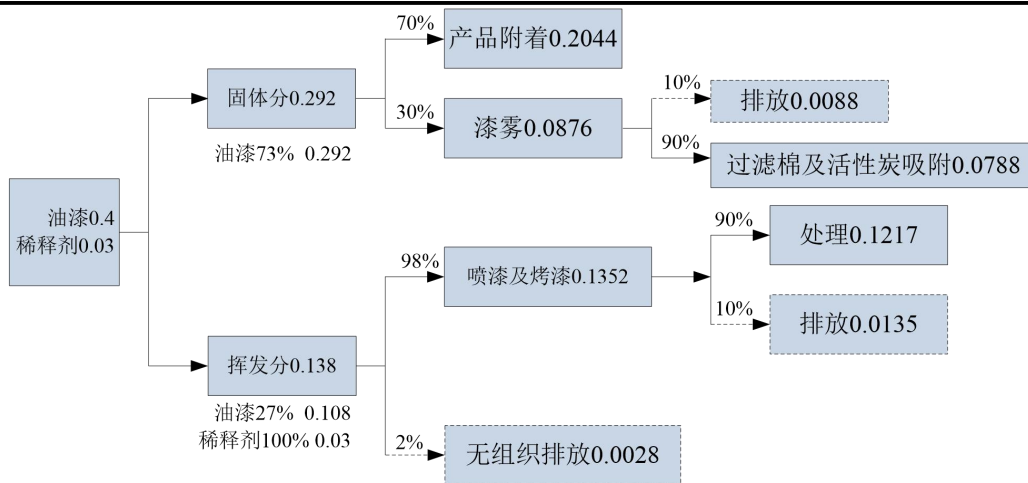 70%
产品附着0.2044
固体分0.292
30%
漆雾0.0876
10%
排放0.0088
油漆73% 0.292
90%
过滤棉及活性炭吸附0.0788
油漆0.4
稀释剂0.03
98%
喷漆及烤漆0.1352
90%
处理0.1217
10%
排放0.0135
挥发分0.138
油漆27% 0.108
稀释剂100% 0.03
2%
无组织排放0.0028